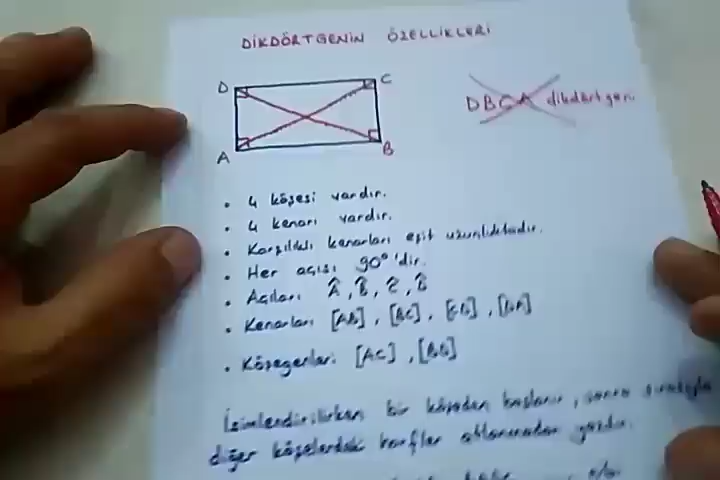 DİKDÖRTGENİN ÖZELLİKLERİ
D C
A B
DBCA dikdörtgeni
• 4 köşesi vardır.
• 4 kenarı vardır.
• Karşılıklı kenarları eşit uzunluktadır.
• Her açısı 90°'dir.
• Açıları Â, B̂, Ĉ, D̂
• Kenarları [AB], [BC], [CD], [DA]
• Köşegenleri [AC], [BD]
İsimlendirilirken bir köşeden başlanır, sonra sırasıyla
diğer köşelerdeki harfler atlanmadan yazılır.